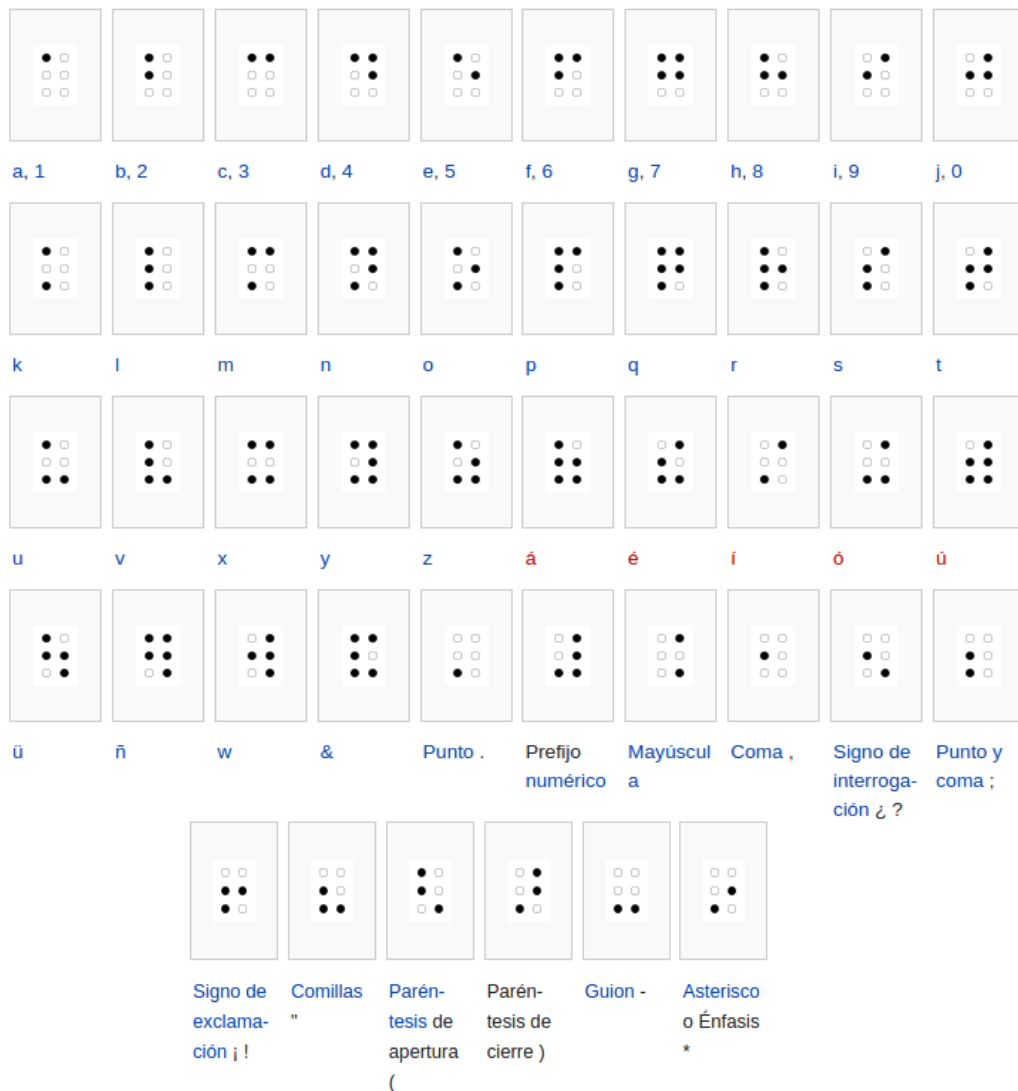 a, 1 b, 2 c, 3 d, 4 e, 5 f, 6 g, 7 h, 8 i, 9 j, 0
k l m n o p q r s t
u v x y z á é í ó ú
ü ñ w & Punto . Prefijo Mayúscul Coma , Signo de Punto y
numérico a interroga- coma ;
ción ¿ ?
Signo de Comillas Parén- Parén- Guion - Asterisco
exclama- " tesis de tesis de o Énfasis
ción ¡ ! apertura cierre ) *
(